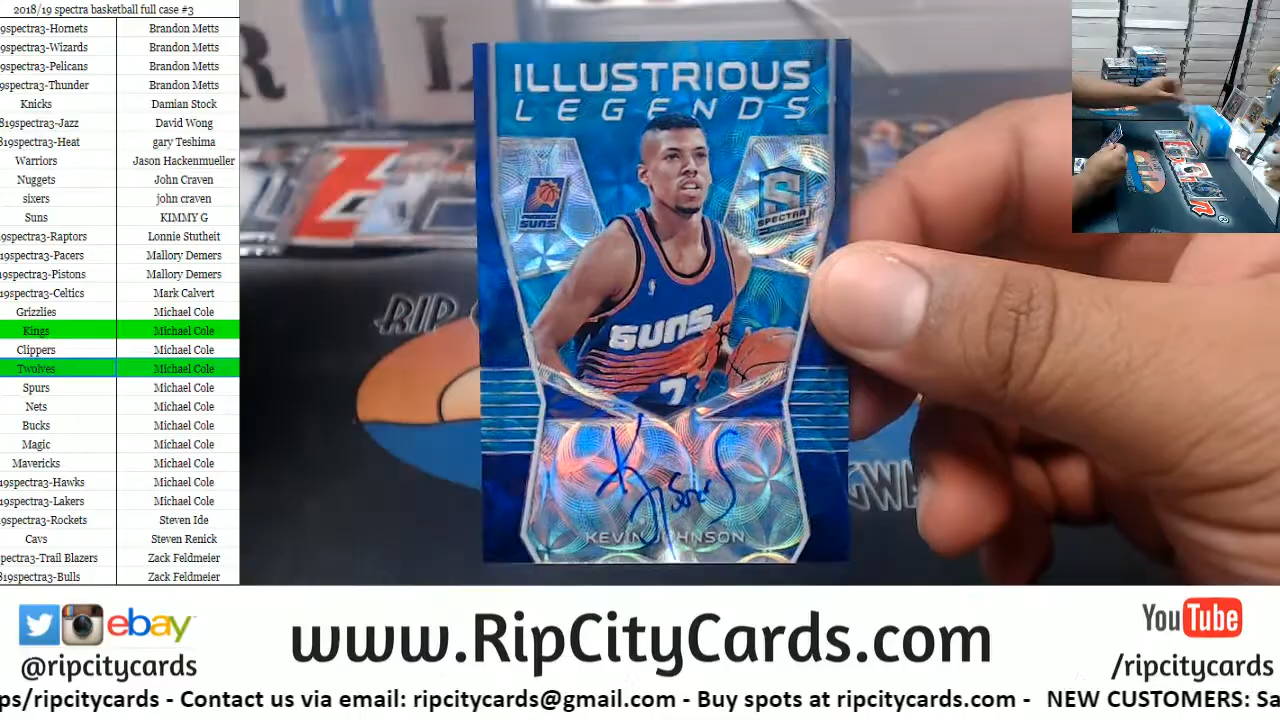 2018/19 spectra basketball full case #3
9spectra3-Hornets Brandon Metts
9spectra3-Wizards Brandon Metts
9spectra3-Pelicans Brandon Metts
9spectra3-Thunder Brandon Metts
Knicks Damian Stock
819spectra3-Jazz David Wong
819spectra3-Heat gary Teshima
Warriors Jason Hackenmueller
Nuggets John Craven
sixers john craven
Suns KIMMY G
9spectra3-Raptors Lonnie Stutheit
19spectra3-Pacers Mallory Demers
19spectra3-Pistons Mallory Demers
19spectra3-Celtics Mark Calvert
Grizzlies Michael Cole
Kings Michael Cole
Clippers Michael Cole
Twolves Michael Cole
Spurs Michael Cole
Nets Michael Cole
Bucks Michael Cole
Magic Michael Cole
Mavericks Michael Cole
19spectra3-Hawks Michael Cole
19spectra3-Lakers Michael Cole
9spectra3-Rockets Steven Ide
Cavs Steven Renick
spectra3-Trail Blazers Zack Feldmeier
819spectra3-Bulls Zack Feldmeier
ILLUSTRIOUS
LEGENDS
SUNS
SPECTRA
SUNS
7
KEVIN JOHNSON
RIP
ebay
@ripcitycards
www.RipCityCards.com
YouTube
/ripcitycards
ps/ripcitycards - Contact us via email: ripcitycards@gmail.com - Buy spots at ripcitycards.com - NEW CUSTOMERS: Sa